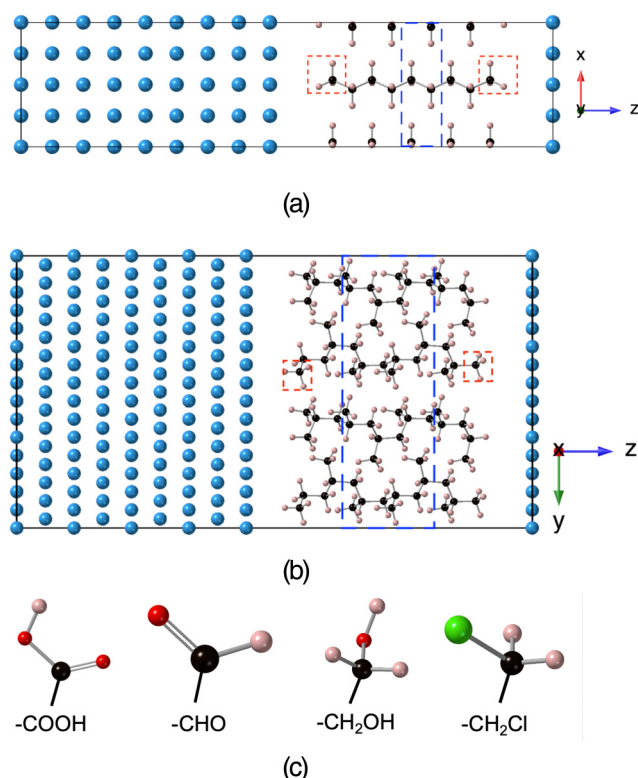 x
y
z
(a)
x
z
y
(b)
-COOH
-CHO
-CH₂OH
-CH₂Cl
(c)